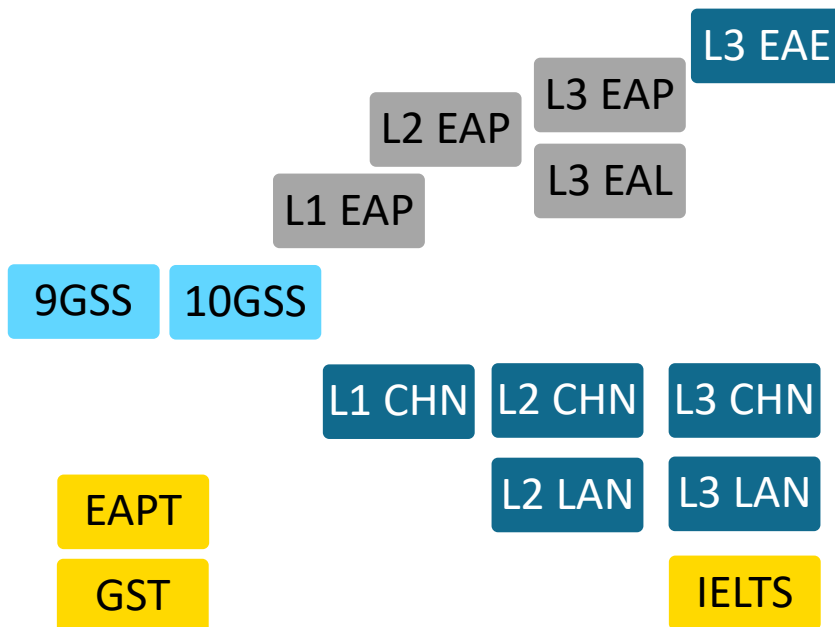 L3 EAE
L3 EAP
L2 EAP
L3 EAL
L1 EAP
9GSS
10GSS
L1 CHN
L2 CHN
L3 CHN
L2 LAN
L3 LAN
EAPT
GST
IELTS